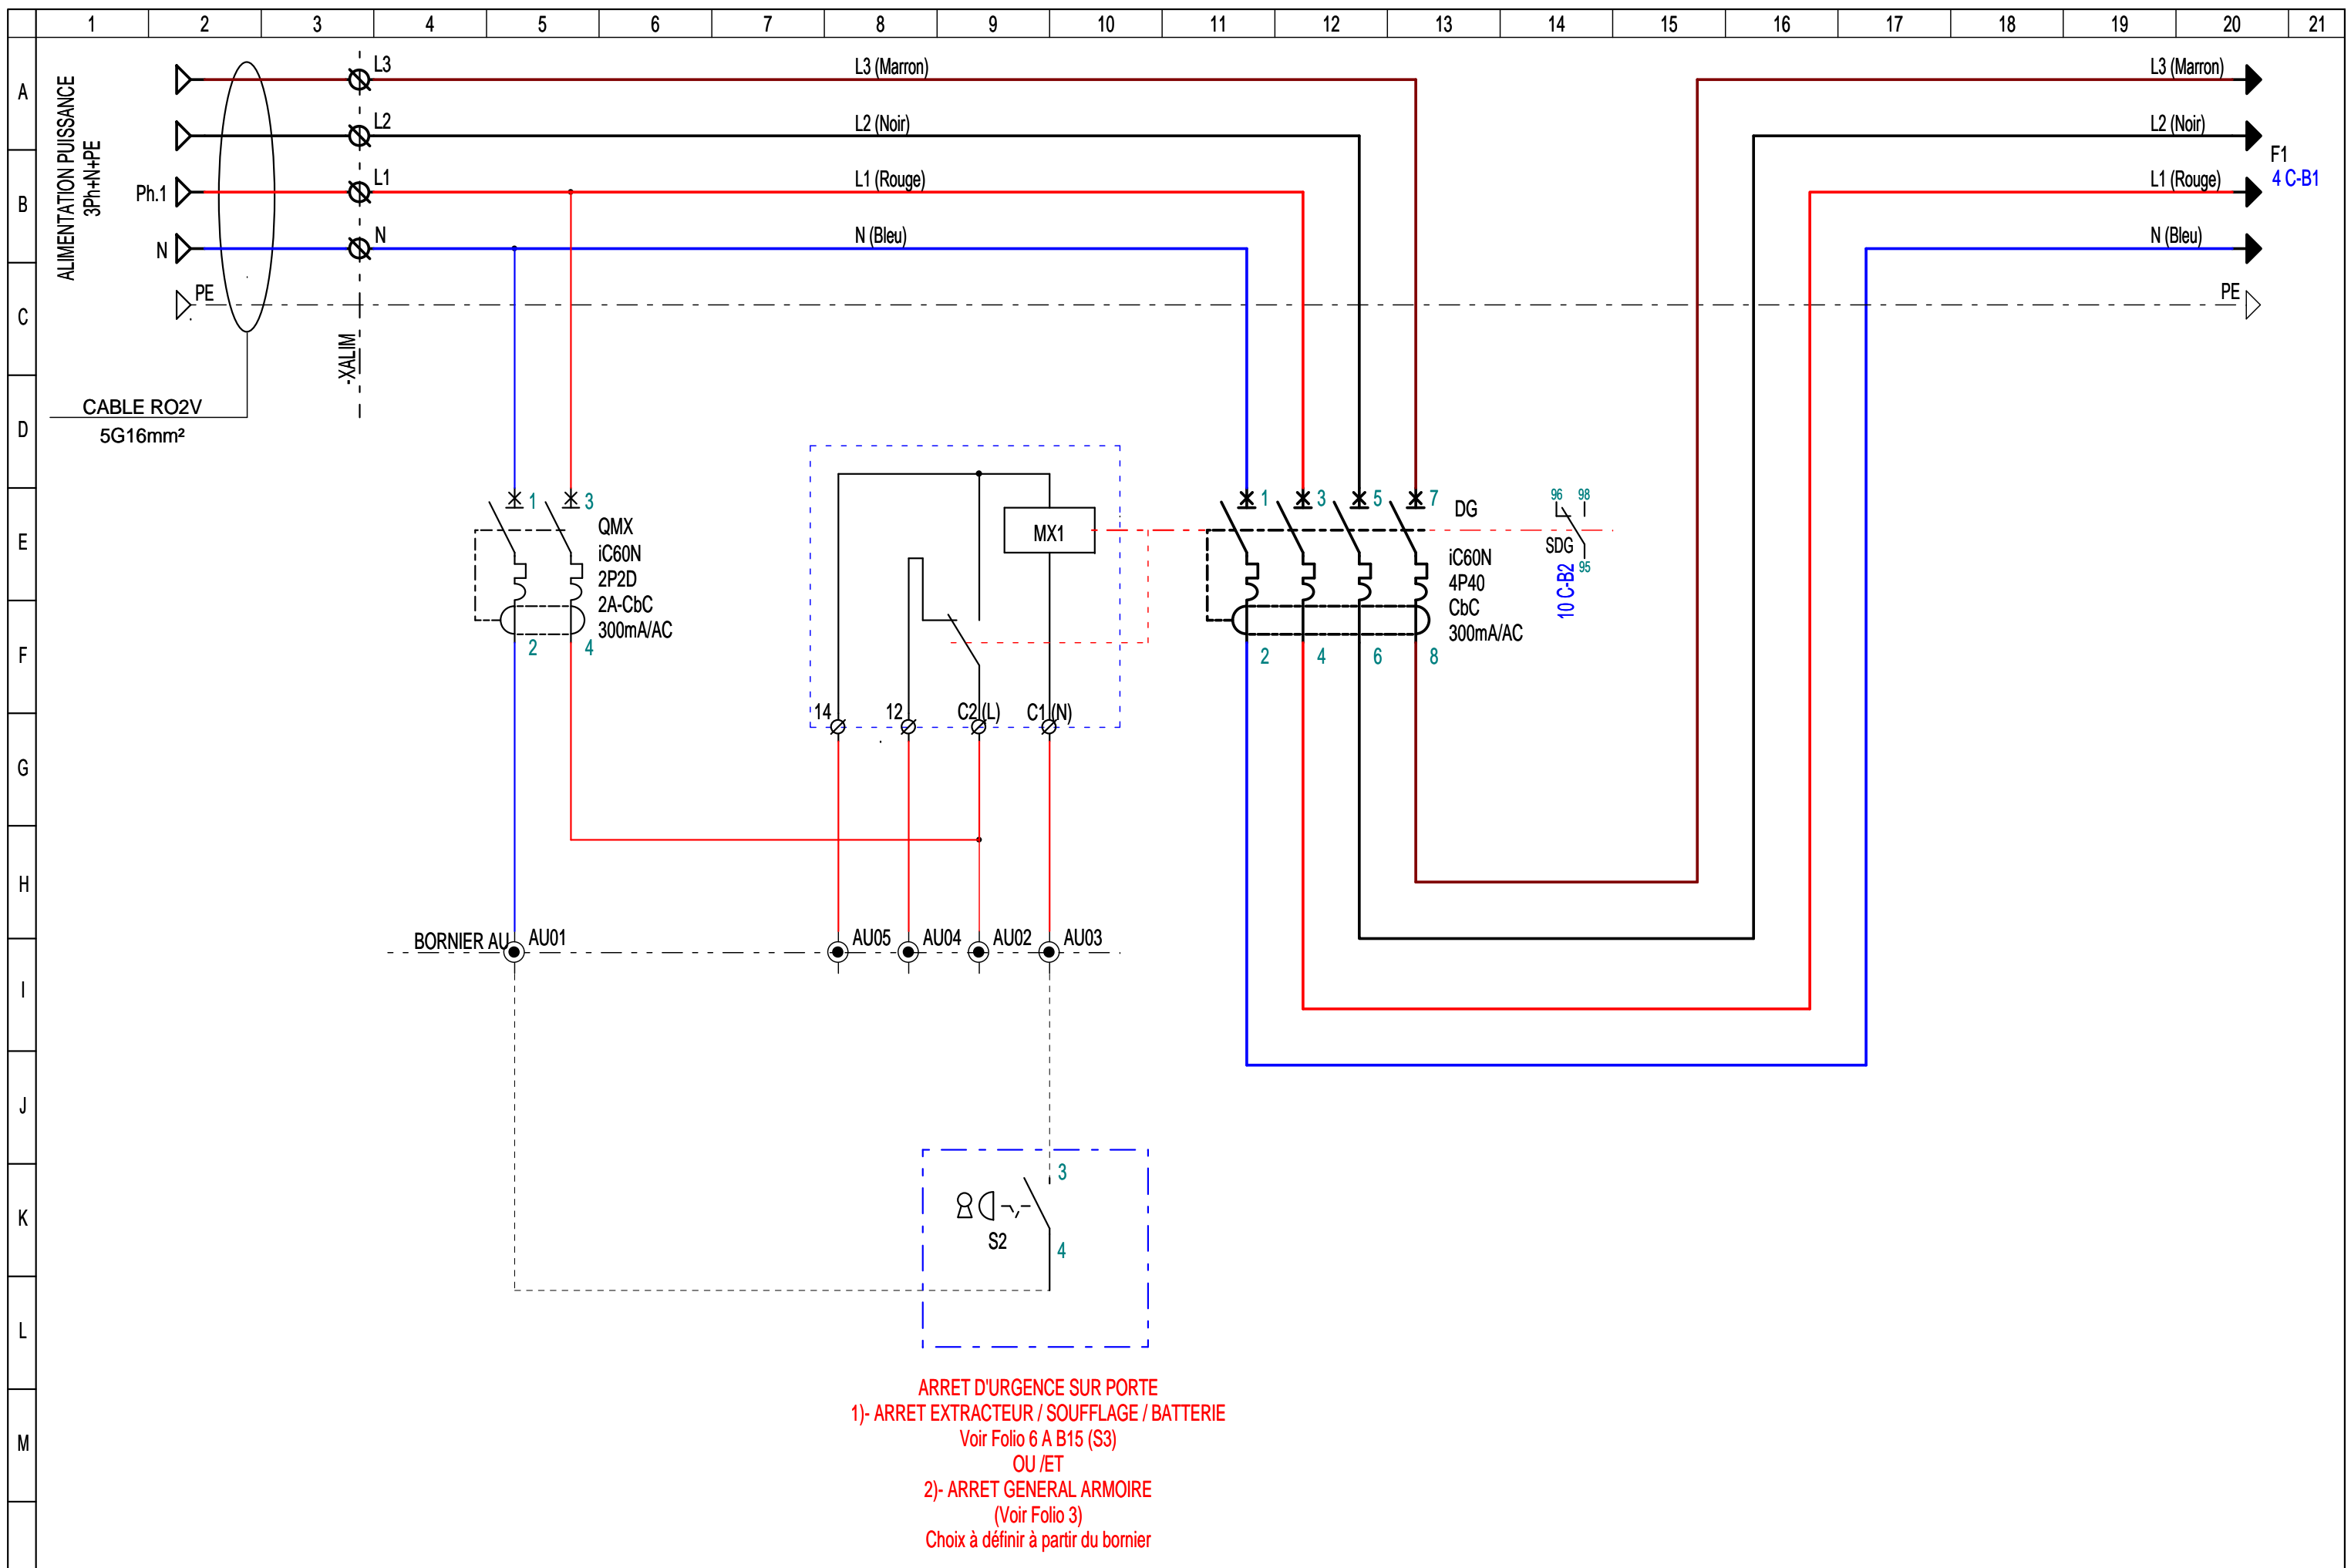 1 2 3 4 5 6 7 8 9 10 11 12 13 14 15 16 17 18 19 20 21
A
B
C
D
E
F
G
H
I
J
K
L
M
ALIMENTATION PUISSANCE
3Ph+N+PE
Ph.1
N
PE
L3
L2
L1
N
-XALIM
CABLE RO2V
5G16mm²
L3 (Marron)
L2 (Noir)
L1 (Rouge)
N (Bleu)
L3 (Marron)
L2 (Noir)
L1 (Rouge)
N (Bleu)
PE
F1
4 C-B1
1
3
QMX
iC60N
2P2D
2A-CbC
300mA/AC
2
4
MX1
14
12
C2 (L)
C1 (N)
1
3
5
7
DG
iC60N
4P40
CbC
300mA/AC
2
4
6
8
96
98
SDG
95
10 C-B2
BORNIER AU
AU01
AU05
AU04
AU02
AU03
3
S2
4
ARRET D'URGENCE SUR PORTE
1)- ARRET EXTRACTEUR / SOUFFLAGE / BATTERIE
Voir Folio 6 A B15 (S3)
OU /ET
2)- ARRET GENERAL ARMOIRE
(Voir Folio 3)
Choix à définir à partir du bornier